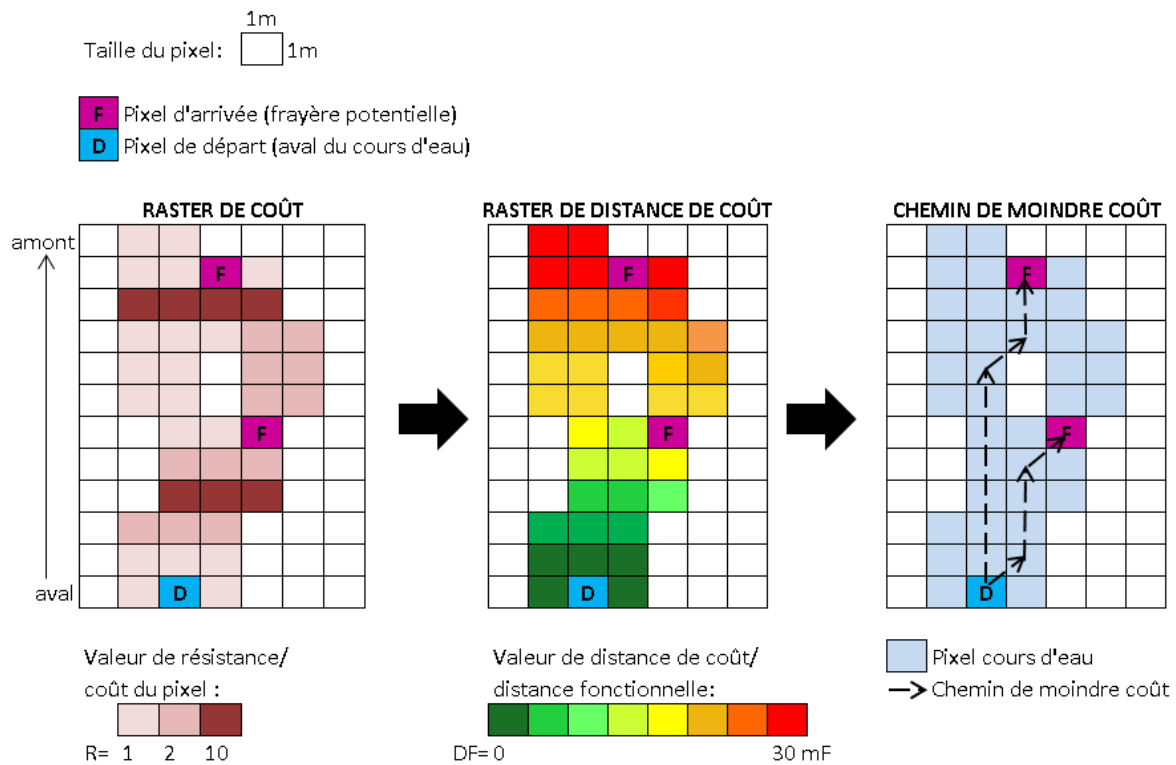 1m
Taille du pixel: 1m
F Pixel d'arrivée (frayère potentielle)
D Pixel de départ (aval du cours d'eau)
RASTER DE COÛT
RASTER DE DISTANCE DE COÛT
CHEMIN DE MOINDRE COÛT
amont
F
F
F
F
F
F
aval
D
D
D
Valeur de résistance/
coût du pixel :
R= 1 2 10
Valeur de distance de coût/
distance fonctionnelle:
DF= 0 30 mF
Pixel cours d'eau
Chemin de moindre coût